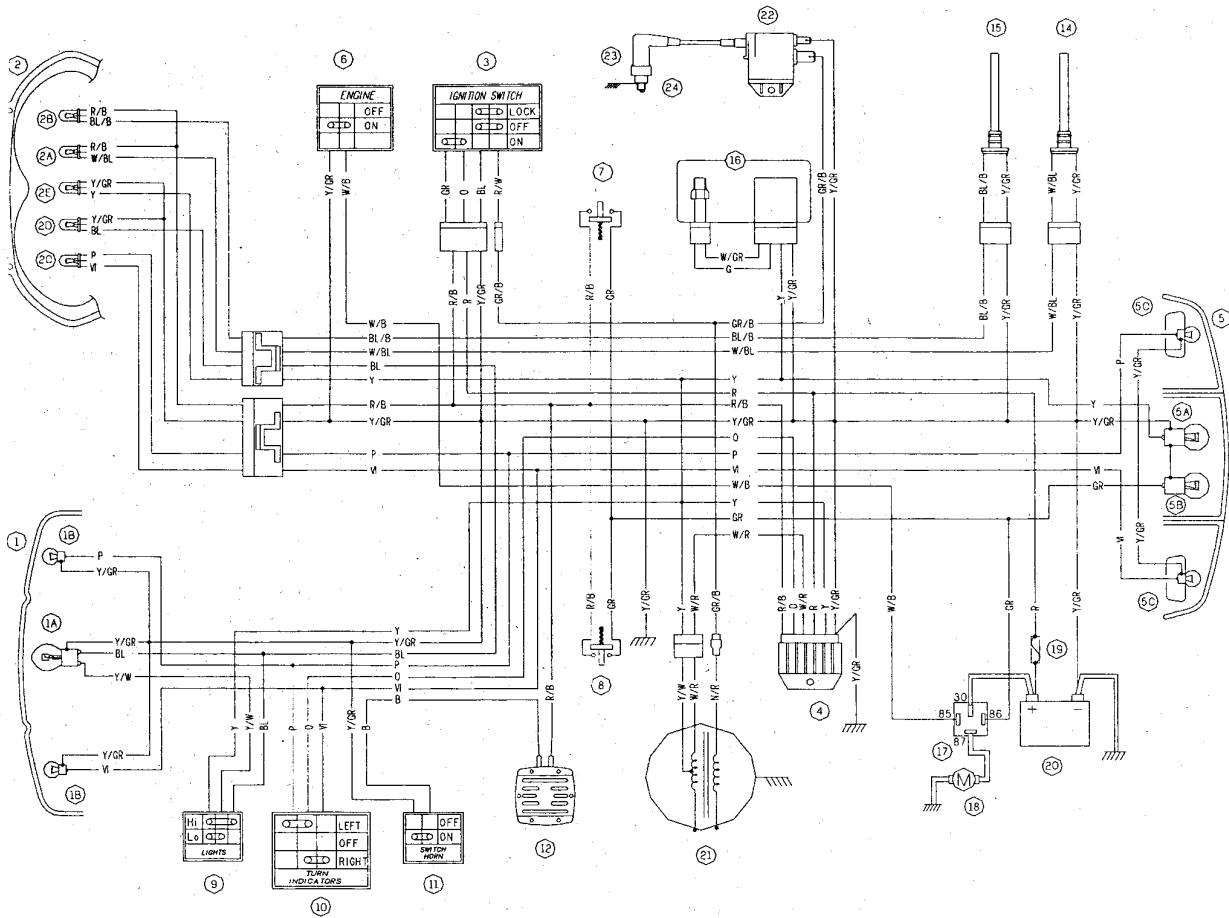 22
15
14
2
6
3
23
24
ENGINE
OFF
ON
IGNITION SWITCH
LOCK
OFF
ON
2B
R/B
BL/B
2A
R/B
W/BL
2E
Y/GR
Y
2D
Y/GR
BL
2C
P
VI
7
16
Y/GR
W/B
GR
O
BL
R/W
GR/B
Y/GR
BL/B
Y/GR
W/BL
Y/GR
W/GR
G
R/B
R
Y/GR
GR/B
R/B
GR
Y
Y/GR
BL/B
Y/GR
W/BL
Y/GR
5C
5
W/B
BL/B
W/BL
BL
Y
GR/B
BL/B
W/BL
Y
R
P
Y/GR
R/B
Y/GR
R/B
Y/GR
O
P
VI
Y
Y/GR
5A
P
VI
VI
W/B
Y
GR
VI
GR
5B
W/R
1
1B
P
Y/GR
VI
Y/GR
5C
R/B
GR
Y/GR
Y
W/R
GR/B
R/B
O
W/R
R
Y
Y/GR
W/B
GR
R
Y/GR
1A
Y/GR
BL
Y/W
Y
Y/GR
BL
P
O
VI
B
8
Y/GR
4
19
R/B
Y/W
W/R
N/R
30
85
86
87
+
-
17
M
18
20
Y
Y/W
BL
P
O
VI
Y/GR
B
Y/GR
VI
1B
Hi
Lo
LIGHTS
LEFT
OFF
RIGHT
TURN
INDICATORS
OFF
ON
SWITCH
HORN
12
21
9
10
11